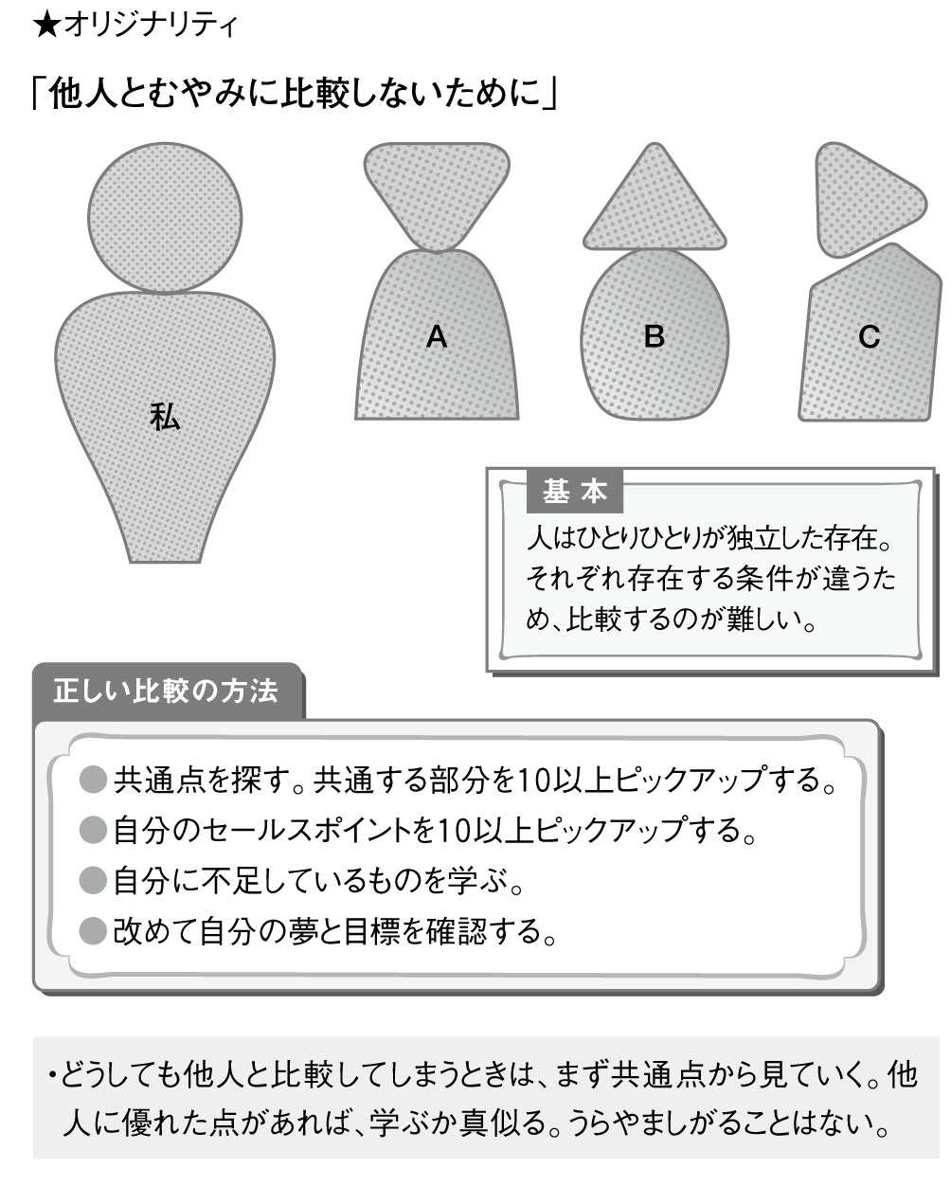 ★オリジナリティ
「他人とむやみに比較しないために」
私
A
B
C
基本
人はひとりひとりが独立した存在。
それぞれ存在する条件が違うた
め、比較するのが難しい。
正しい比較の方法
●共通点を探す。共通する部分を10以上ピックアップする。
●自分のセールスポイントを10以上ピックアップする。
●自分に不足しているものを学ぶ。
●改めて自分の夢と目標を確認する。
・どうしても他人と比較してしまうときは、まず共通点から見ていく。他
人に優れた点があれば、学ぶか真似る。うらやましがることはない。